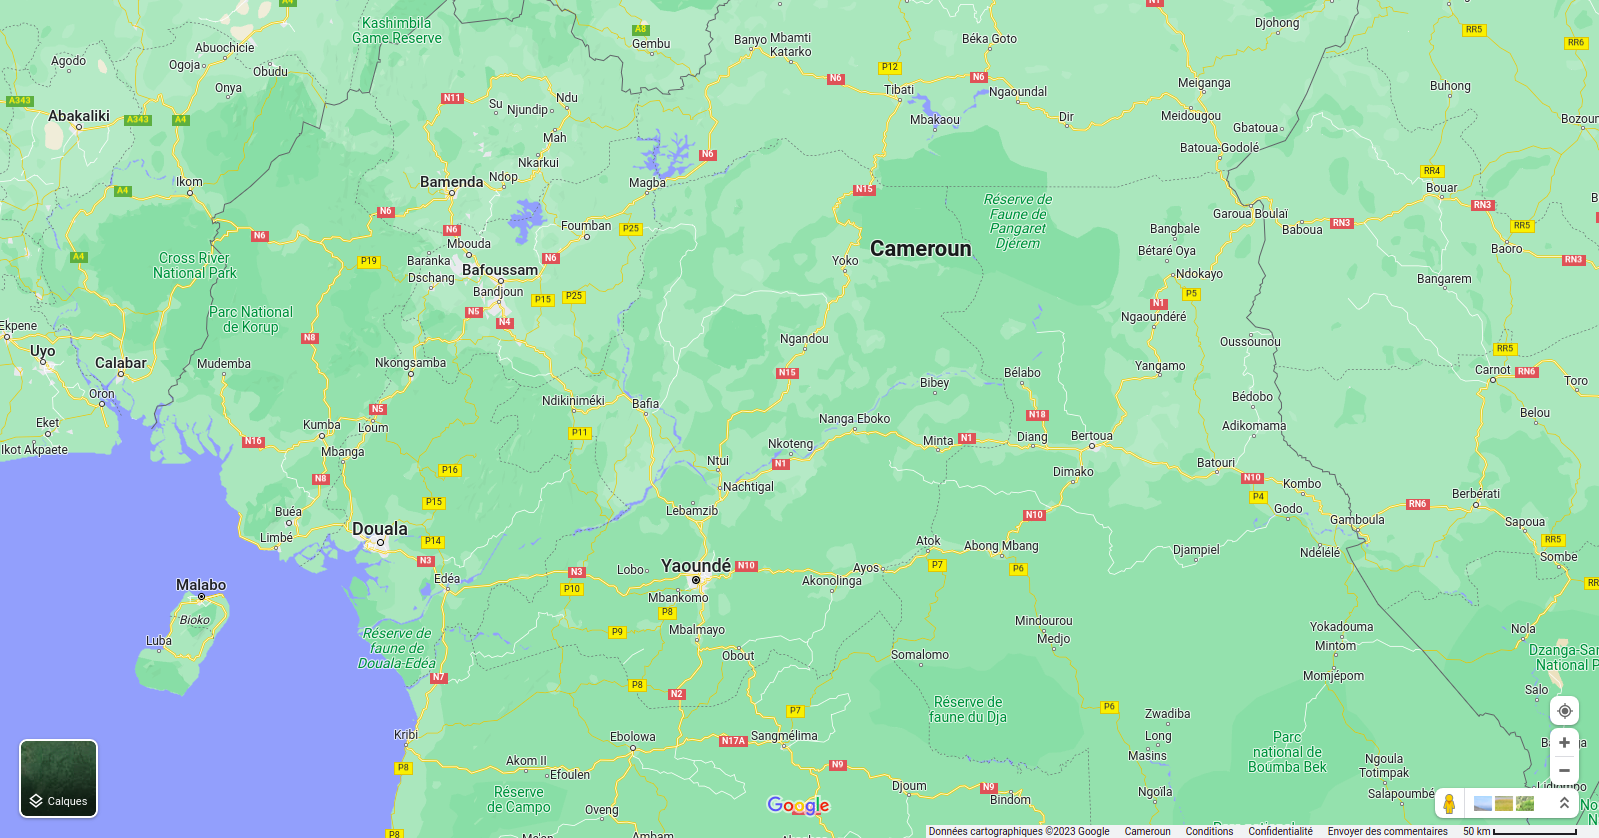 A4
N1
Kashimbila
Game Reserve
A8
Gembu
Banyo
Mbamti
Katarko
Béka Goto
Djohong
RR5
RR6
Abuochicie
Agodo
Ogoja
Obudu
Onya
N6
P12
N6
Tibati
Ngaoundal
Meiganga
Buhong
A343
Abakaliki
A343
A4
N11
Su
Njundip
Ndu
Mah
Mbakaou
Dir
Meidougou
Gbatoua
Batoua-Godolé
Nkarkui
N6
Ikom
A4
Bamenda
Ndop
Magba
N15
RR4
Bouar
RN3
Réserve de
Faune de
Pangaret
Djérem
N6
N6
N6
Foumban
P25
Garoua Boulaï
Baboua
RN3
RR5
Bangbale
Cameroun
Mbouda
Baranka
Bafoussam
N6
Bétaré Oya
Baoro
RN3
A4
Cross River
National Park
P19
Dschang
Bandjoun
Yoko
Ndokayo
Bangarem
P15
P25
P5
N1
Ngaoundéré
Parc National
de Korup
N5
N4
Ekpene
N8
Ngandou
Oussounou
RR5
Uyo
Calabar
Mudemba
Nkongsamba
N15
Bélabo
Yangamo
Carnot
RN6
Toro
Bibey
Oron
N5
Ndikiniméki
Bafia
N18
Bédobo
Belou
Eket
Kumba
Loum
P11
Nanga Eboko
Adikomama
Ikot Akpaete
N16
Mbanga
Nkoteng
Minta
N1
Diang
Bertoua
Ntui
N1
Batouri
P16
N8
Nachtigal
Dimako
N10
Kombo
P4
Berbérati
P15
Lebamzib
Godo
RN6
Buéa
N10
Gamboula
Sapoua
Limbé
Douala
P14
Atok
Abong Mbang
Djampiel
Ndélélé
RR5
Sombe
N3
Edéa
N3
Lobo
Yaoundé
N10
Ayos
P7
P6
Malabo
P10
Mbankomo
Akonolinga
RR
Bioko
P8
Luba
P9
Mbalmayo
Mindourou
Medjo
Yokadouma
Nola
Réserve de
faune de
Douala-Edéa
Obout
Somalomo
Mintom
Momjépom
N7
P8
N2
Salo
Réserve de
faune du Dja
P7
P6
Zwadiba
Kribi
Ebolowa
N17A
Sangmélima
Long
Masins
Parc
national de
Boumba Bek
P8
Akom II
Efoulen
N9
Ngoula
Totimpak
Djoum
N9
Bindom
Ngoila
Salapoumbé
Réserve
de Campo
Oveng
Google
Calques
P8
Données cartographiques ©2023 Google
Cameroun
Conditions
Confidentialité
Envoyer des commentaires
50 km